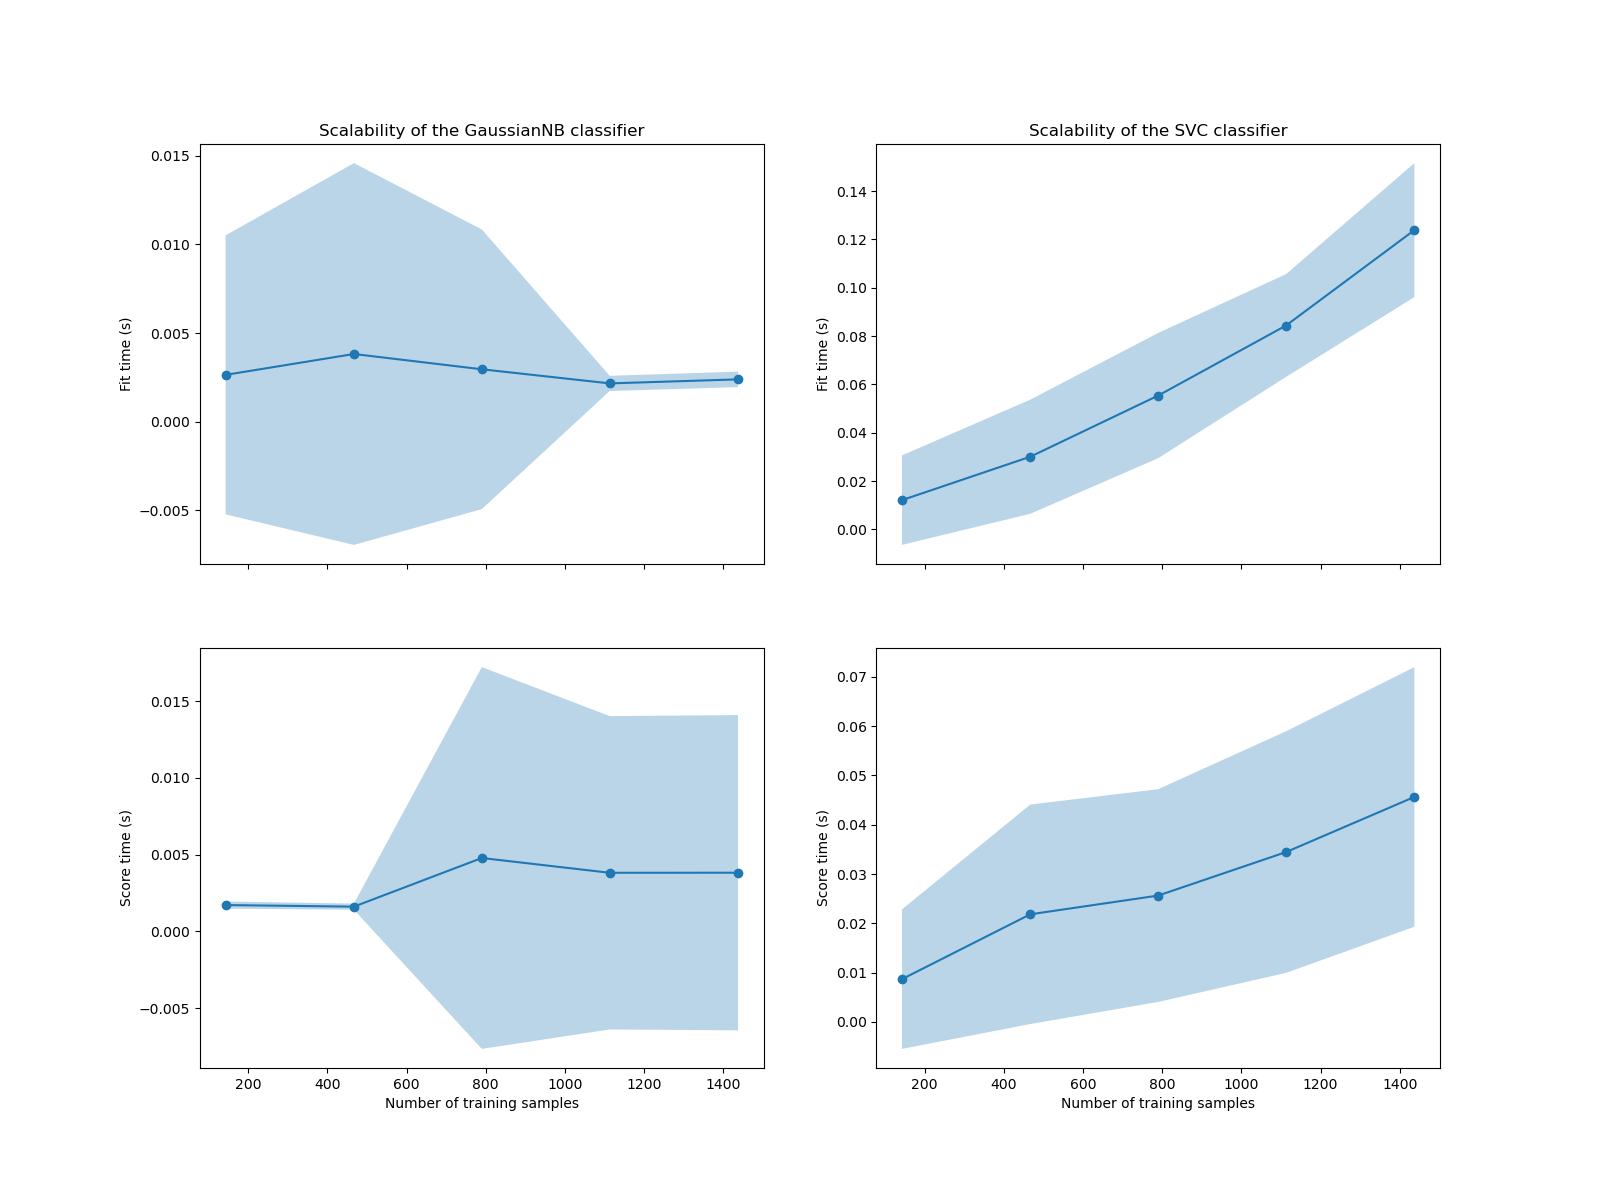 Scalability of the GaussianNB classifier
0.015
0.010
0.005
0.000
−0.005
Fit time (s)
Scalability of the SVC classifier
0.14
0.12
0.10
0.08
0.06
0.04
0.02
0.00
Fit time (s)
0.015
0.010
0.005
0.000
−0.005
Score time (s)
200 400 600 800 1000 1200 1400
Number of training samples
0.07
0.06
0.05
0.04
0.03
0.02
0.01
0.00
Score time (s)
200 400 600 800 1000 1200 1400
Number of training samples